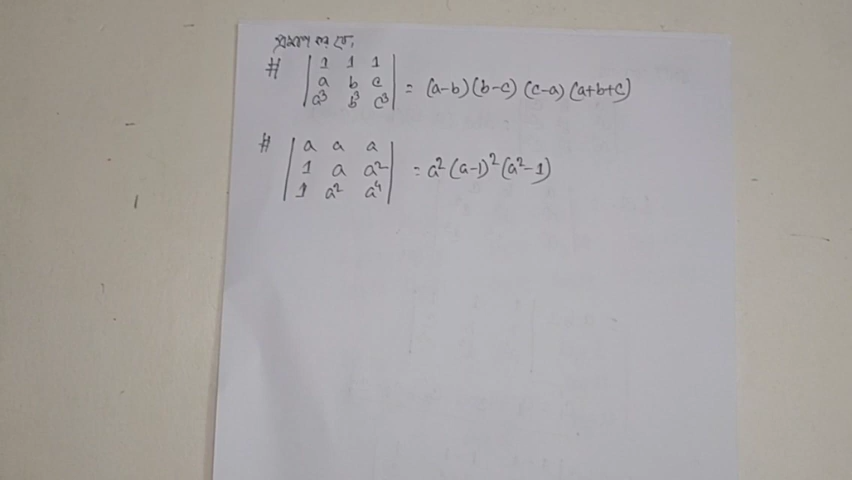 প্রমাণ কর যে,
# | 1 1 1 |
| a b c | = (a-b)(b-c)(c-a)(a+b+c)
| a³ b³ c³ |
# | a a a |
| 1 a a² | = a²(a-1)²(a²-1)
| 1 a² a⁴ |